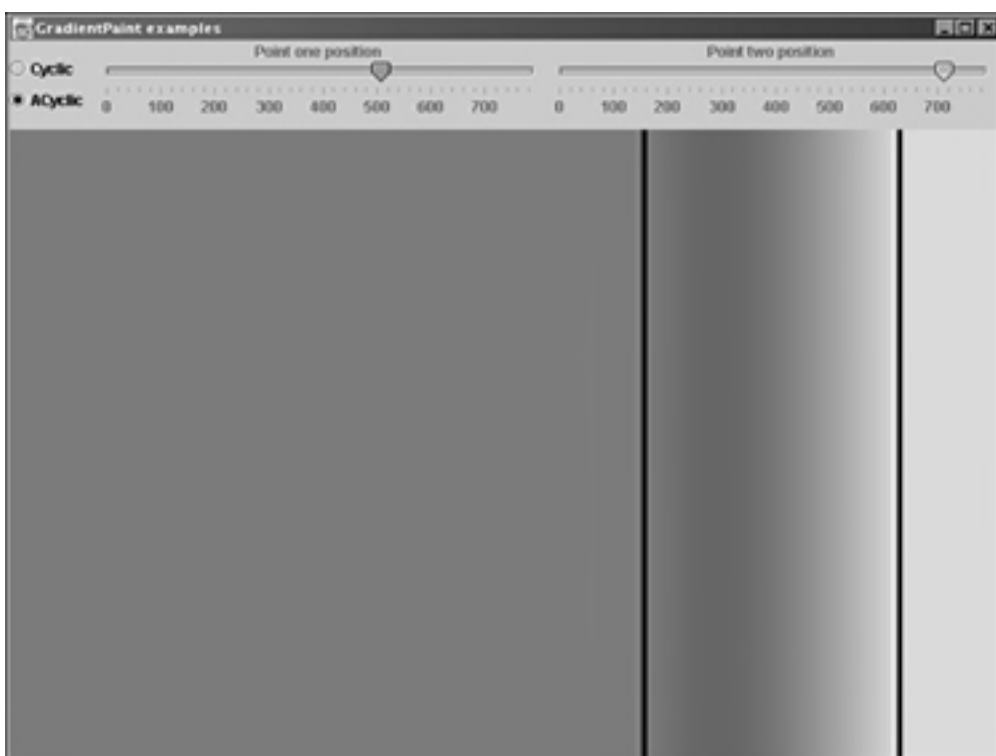 GradientPaint examples
Point one position
Point two position
Cyclic
ACyclic
0 100 200 300 400 500 600 700
0 100 200 300 400 500 600 700